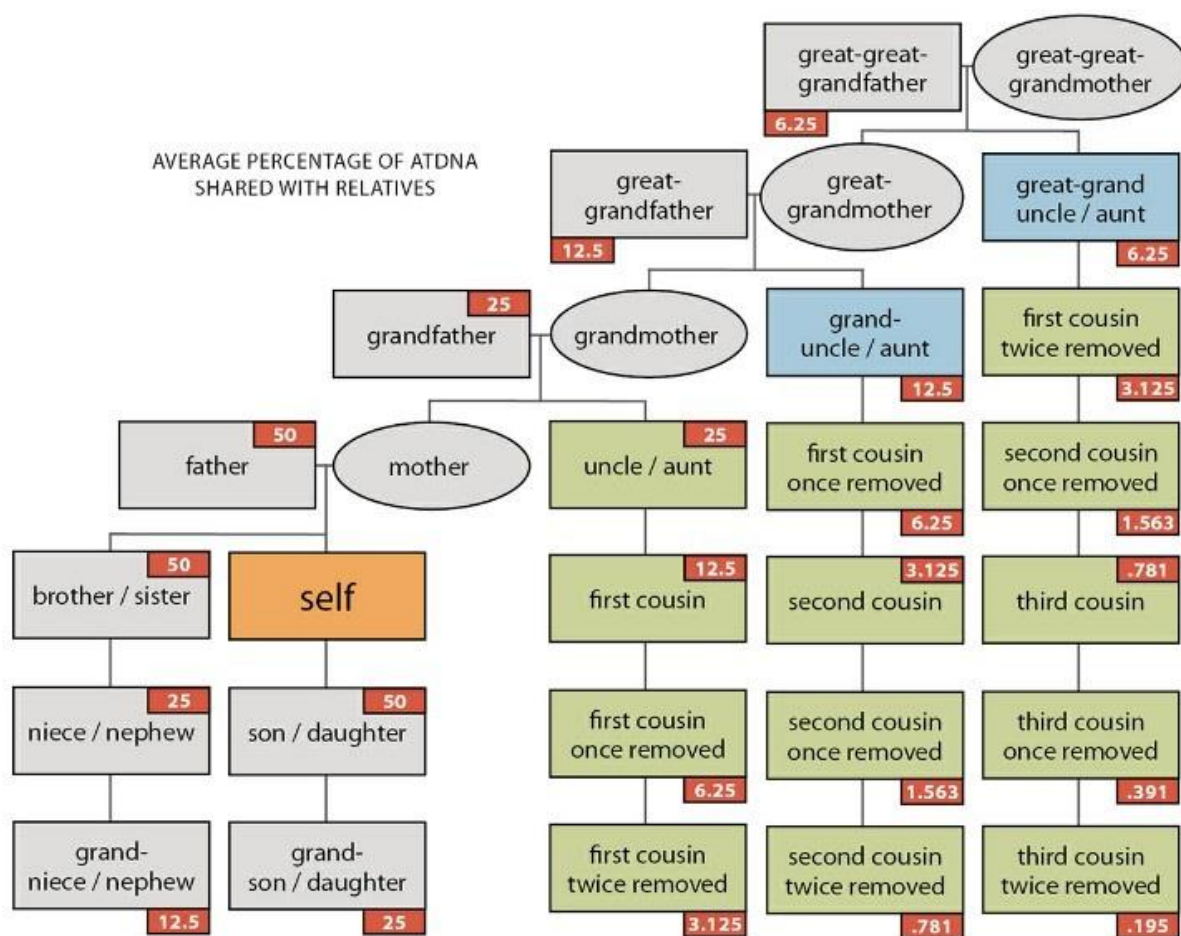 great-great-
grandfather
6.25
great-great-
grandmother
AVERAGE PERCENTAGE OF ATDNA
SHARED WITH RELATIVES
great-
grandfather
12.5
great-
grandmother
great-grand
uncle / aunt
6.25
25
grandfather
grandmother
grand-
uncle / aunt
12.5
first cousin
twice removed
3.125
50
father
mother
25
uncle / aunt
first cousin
once removed
6.25
second cousin
once removed
1.563
50
brother / sister
self
12.5
first cousin
3.125
second cousin
.781
third cousin
25
niece / nephew
50
son / daughter
first cousin
once removed
6.25
second cousin
once removed
1.563
third cousin
once removed
.391
grand-
niece / nephew
12.5
grand-
son / daughter
25
first cousin
twice removed
3.125
second cousin
twice removed
.781
third cousin
twice removed
.195